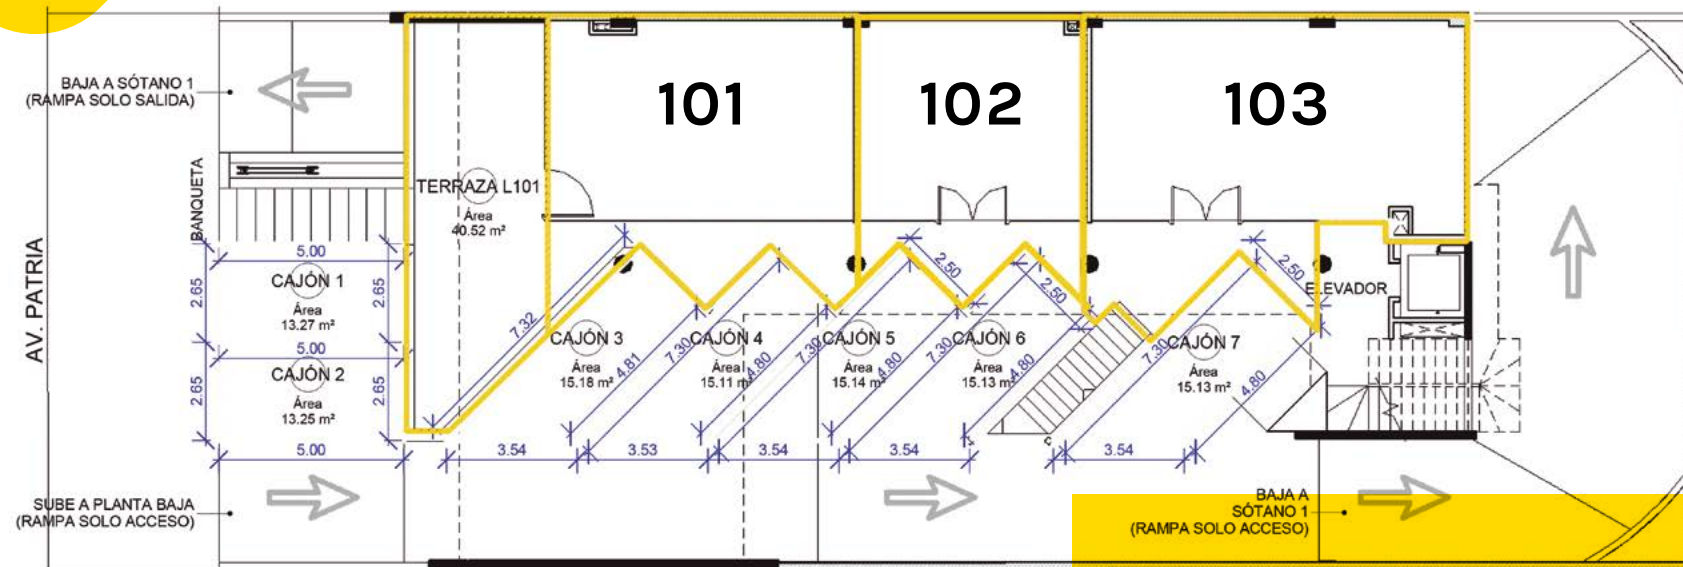 BAJA A SÓTANO 1
(RAMPA SOLO SALIDA)
101
102
103
BANQUETA
TERRAZA L101
Área
40.52 m²
AV. PATRIA
5.00
2.65
CAJÓN 1
Área
13.27 m²
2.65
5.00
2.65
CAJÓN 2
Área
13.25 m²
2.65
5.00
7.32
CAJÓN 3
Área
15.18 m²
4.81
7.30
CAJÓN 4
Área
15.11 m²
4.80
7.30
CAJÓN 5
Área
15.14 m²
4.80
2.50
7.30
CAJÓN 6
Área
15.13 m²
4.80
2.50
7.30
CAJÓN 7
Área
15.13 m²
4.80
2.50
ELEVADOR
3.54
3.53
3.54
3.54
3.54
SUBE A PLANTA BAJA
(RAMPA SOLO ACCESO)
BAJA A
SÓTANO 1
(RAMPA SOLO ACCESO)